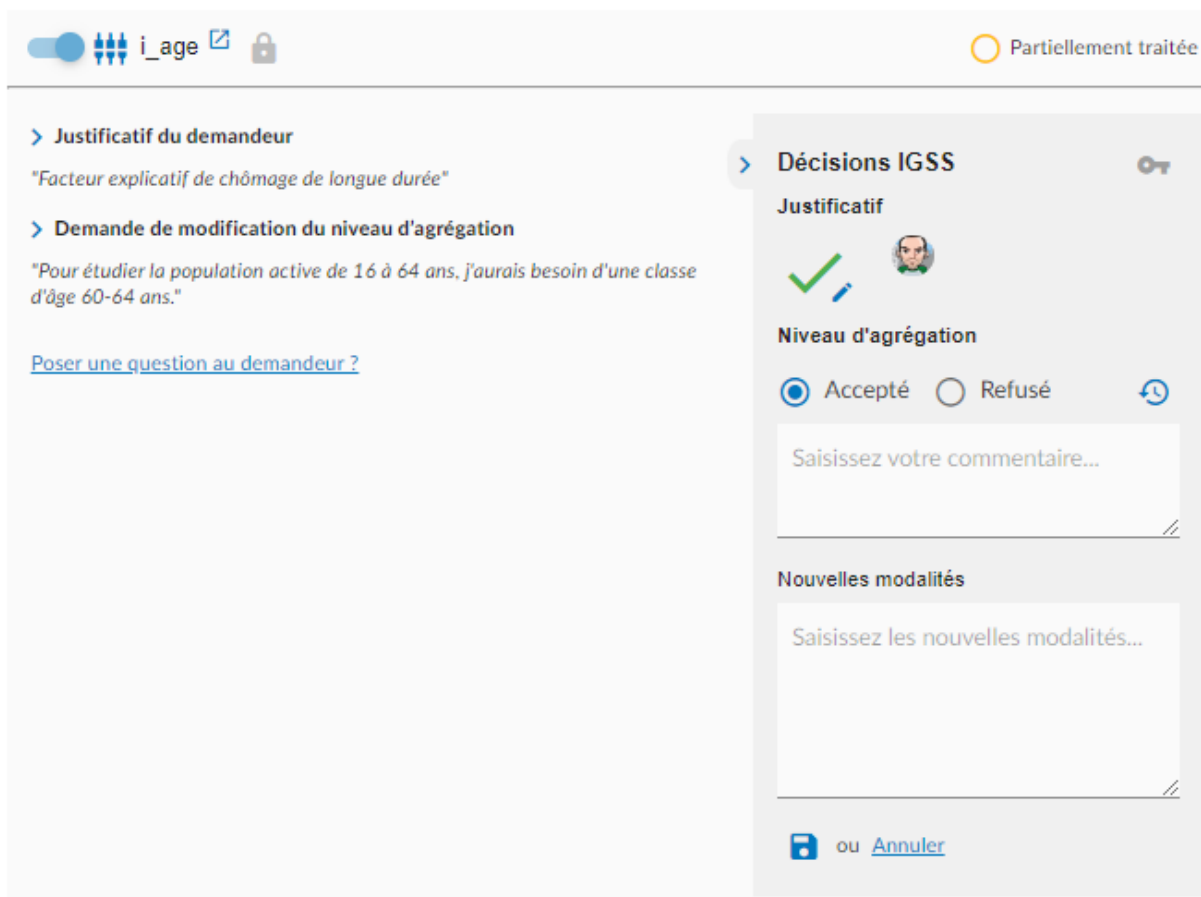 i_age
Partiellement traitée
Justificatif du demandeur
"Facteur explicatif de chômage de longue durée"
Demande de modification du niveau d'agrégation
"Pour étudier la population active de 16 à 64 ans, j'aurais besoin d'une classe
d'âge 60-64 ans."
Poser une question au demandeur ?
Décisions IGSS
Justificatif
Niveau d'agrégation
Accepté Refusé
Saisissez votre commentaire...
Nouvelles modalités
Saisissez les nouvelles modalités...
ou Annuler